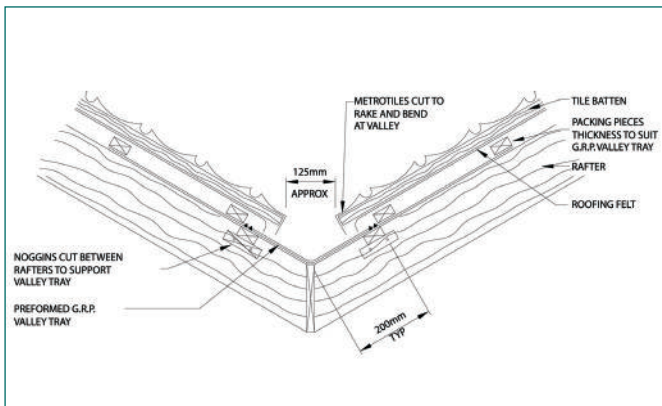 METROTILES CUT TO
RAKE AND BEND
AT VALLEY
TILE BATTEN
PACKING PIECES
THICKNESS TO SUIT
G.R.P. VALLEY TRAY
RAFTER
ROOFING FELT
125mm
APPROX
NOGGINS CUT BETWEEN
RAFTERS TO SUPPORT
VALLEY TRAY
PREFORMED G.R.P.
VALLEY TRAY
200mm
TYP